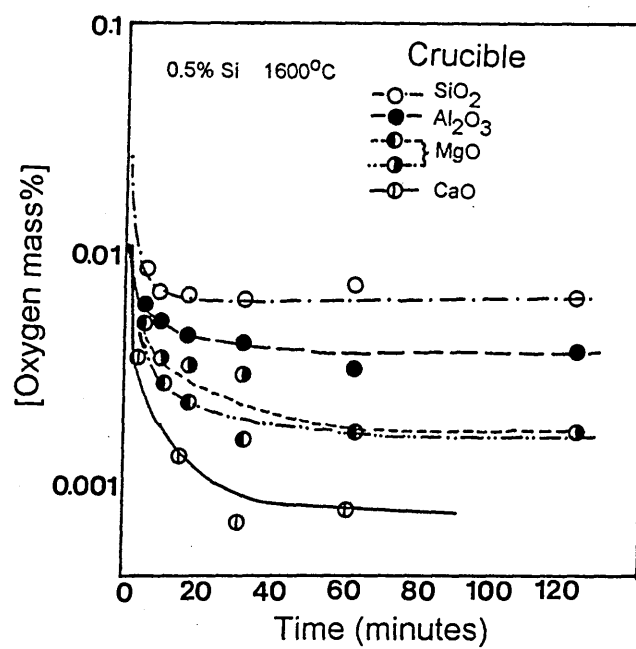 0.1
0.01
0.001
[Oxygen mass%]
0.5% Si 1600°C
Crucible
SiO2
Al2O3
MgO
CaO
0 20 40 60 80 100 120
Time (minutes)